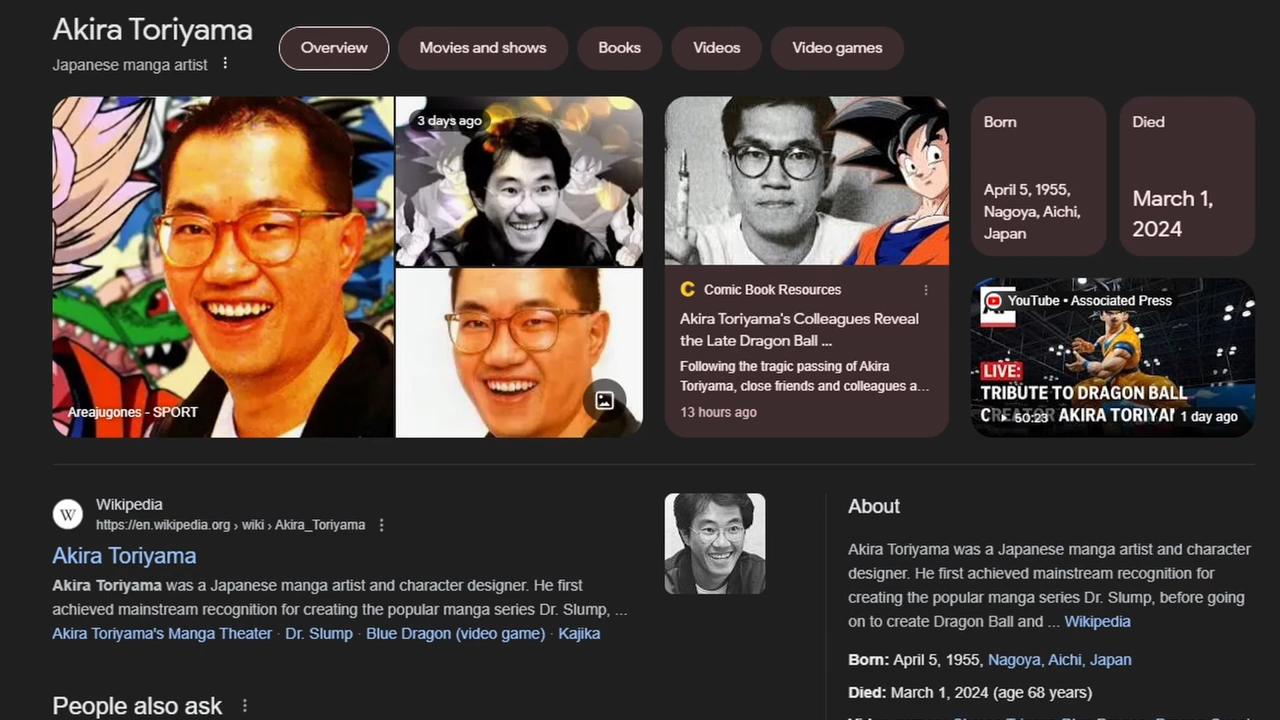 Akira Toriyama
Japanese manga artist
Overview
Movies and shows
Books
Videos
Video games
Areajugones - SPORT
3 days ago
Comic Book Resources
Akira Toriyama's Colleagues Reveal
the Late Dragon Ball ...
Following the tragic passing of Akira
Toriyama, close friends and colleagues a...
13 hours ago
Born
April 5, 1955,
Nagoya, Aichi,
Japan
Died
March 1,
2024
YouTube • Associated Press
LIVE:
TRIBUTE TO DRAGON BALL
CREATOR AKIRA TORIYA
50:23
1 day ago
W
Wikipedia
https://en.wikipedia.org › wiki › Akira_Toriyama
Akira Toriyama
Akira Toriyama was a Japanese manga artist and character designer. He first
achieved mainstream recognition for creating the popular manga series Dr. Slump, ...
Akira Toriyama's Manga Theater · Dr. Slump · Blue Dragon (video game) · Kajika
People also ask
About
Akira Toriyama was a Japanese manga artist and character
designer. He first achieved mainstream recognition for
creating the popular manga series Dr. Slump, before going
on to create Dragon Ball and ... Wikipedia
Born: April 5, 1955, Nagoya, Aichi, Japan
Died: March 1, 2024 (age 68 years)